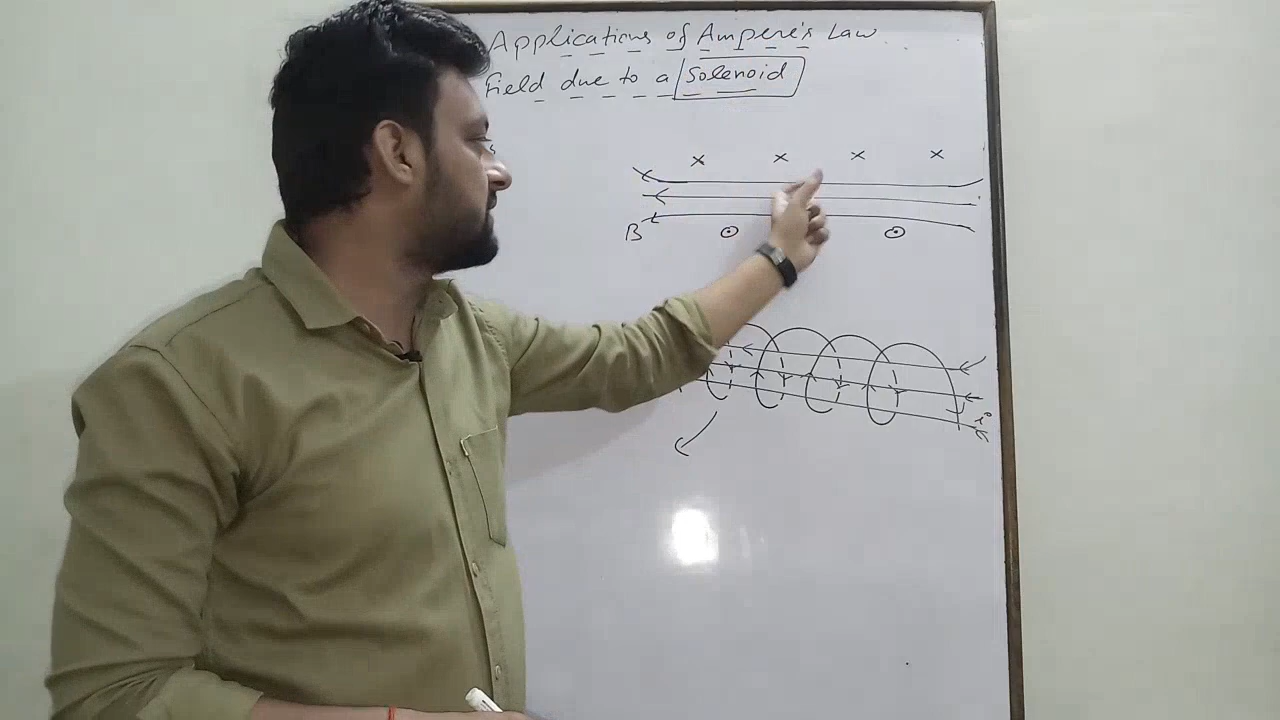 Applications of Ampere's Law
Field due to a Solenoid
x x x x
B
i